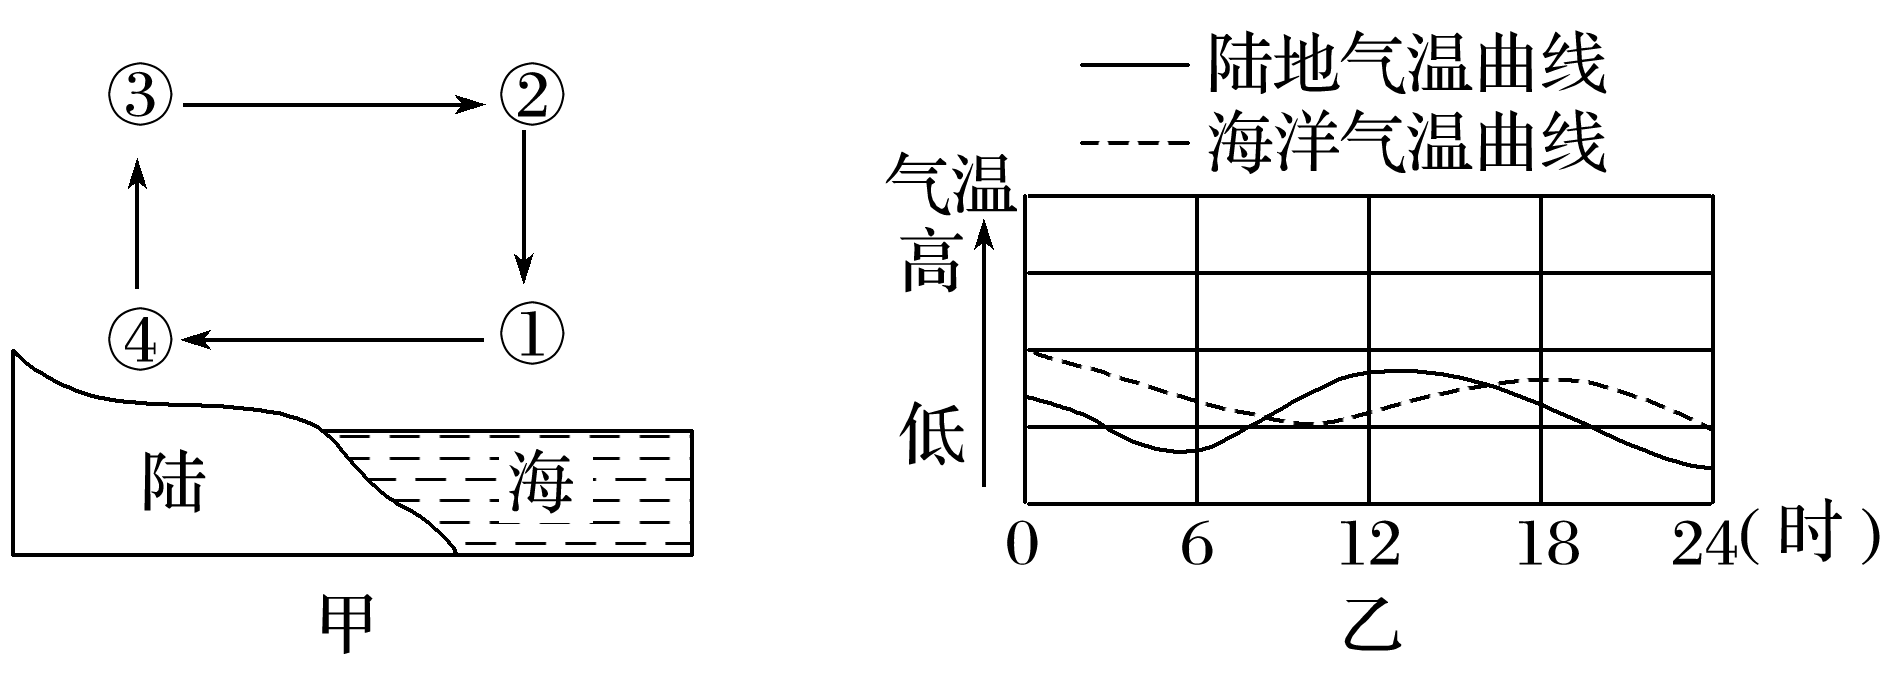 ③ ②
④ ①
陆 海
甲
陆地气温曲线
海洋气温曲线
气温
高
低
0 6 12 18 24(时)
乙